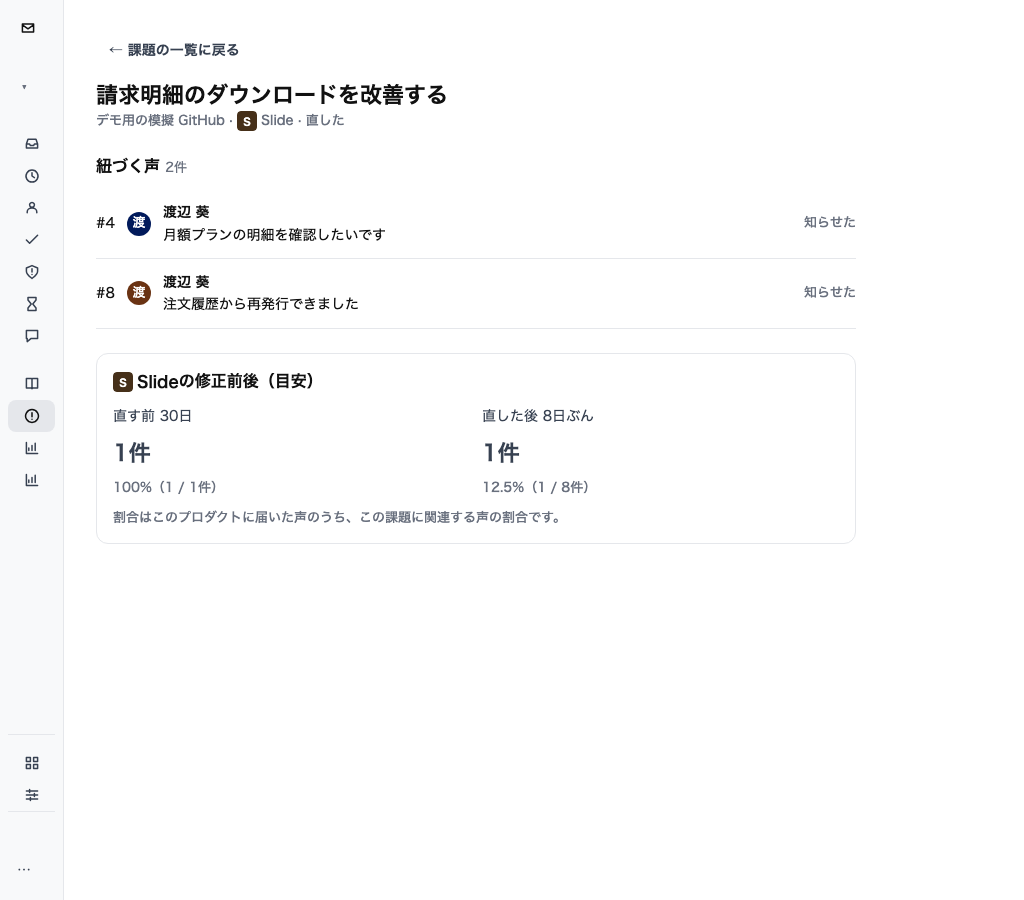 ← 課題の一覧に戻る
請求明細のダウンロードを改善する
デモ用の模擬 GitHub · S Slide · 直した
紐づく声 2件
#4 渡 渡辺 葵
月額プランの明細を確認したいです
知らせた
#8 渡 渡辺 葵
注文履歴から再発行できました
知らせた
S Slideの修正前後（目安）
直す前 30日
1件
100%（1 / 1件）
直した後 8日ぶん
1件
12.5%（1 / 8件）
割合はこのプロダクトに届いた声のうち、この課題に関連する声の割合です。